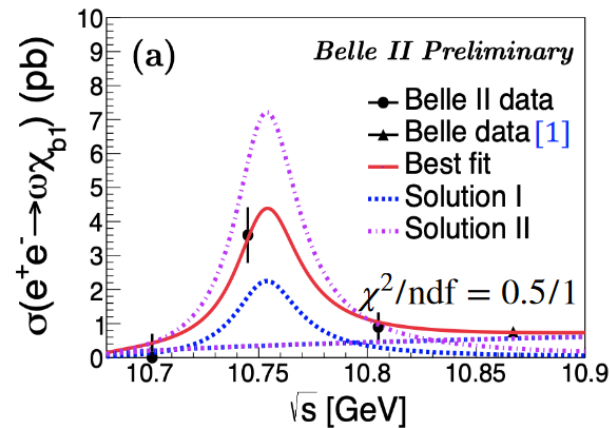 (a)
Belle II Preliminary
Belle II data
Belle data [1]
Best fit
Solution I
Solution II
χ²/ndf = 0.5/1
σ(e⁺e⁻→ωχ_b1) (pb)
10
9
8
7
6
5
4
3
2
1
0
10.7 10.75 10.8 10.85 10.9
√s [GeV]